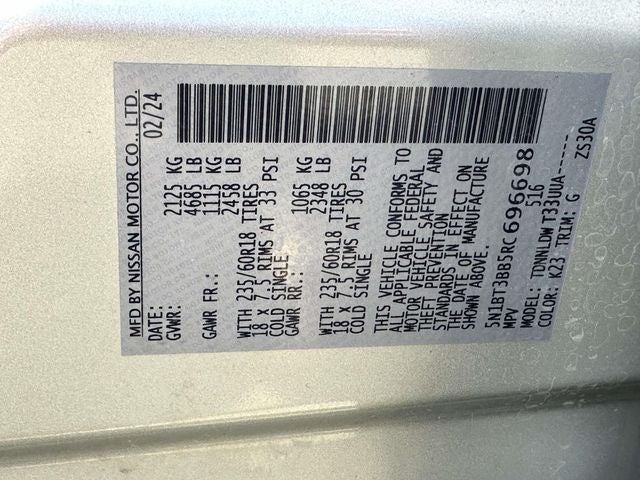 MFD BY NISSAN MOTOR CO., LTD.
DATE: 02/24
GVWR: 2125 KG
4685 LB
GAWR FR.: 1115 KG
2458 LB
WITH 235/60R18 TIRES
18 x 7.5 RIMS AT 33 PSI
COLD SINGLE
GAWR RR.: 1065 KG
2348 LB
WITH 235/60R18 TIRES
18 x 7.5 RIMS AT 30 PSI
COLD SINGLE
THIS VEHICLE CONFORMS TO
ALL APPLICABLE FEDERAL
MOTOR VEHICLE SAFETY AND
THEFT PREVENTION
STANDARDS IN EFFECT ON
THE DATE OF MANUFACTURE
SHOWN ABOVE.
5N1BT3BB5RC696698
MPV 516
MODEL: TDWNLDW T33UUA------
COLOR: K23 TRIM: G ZS30A